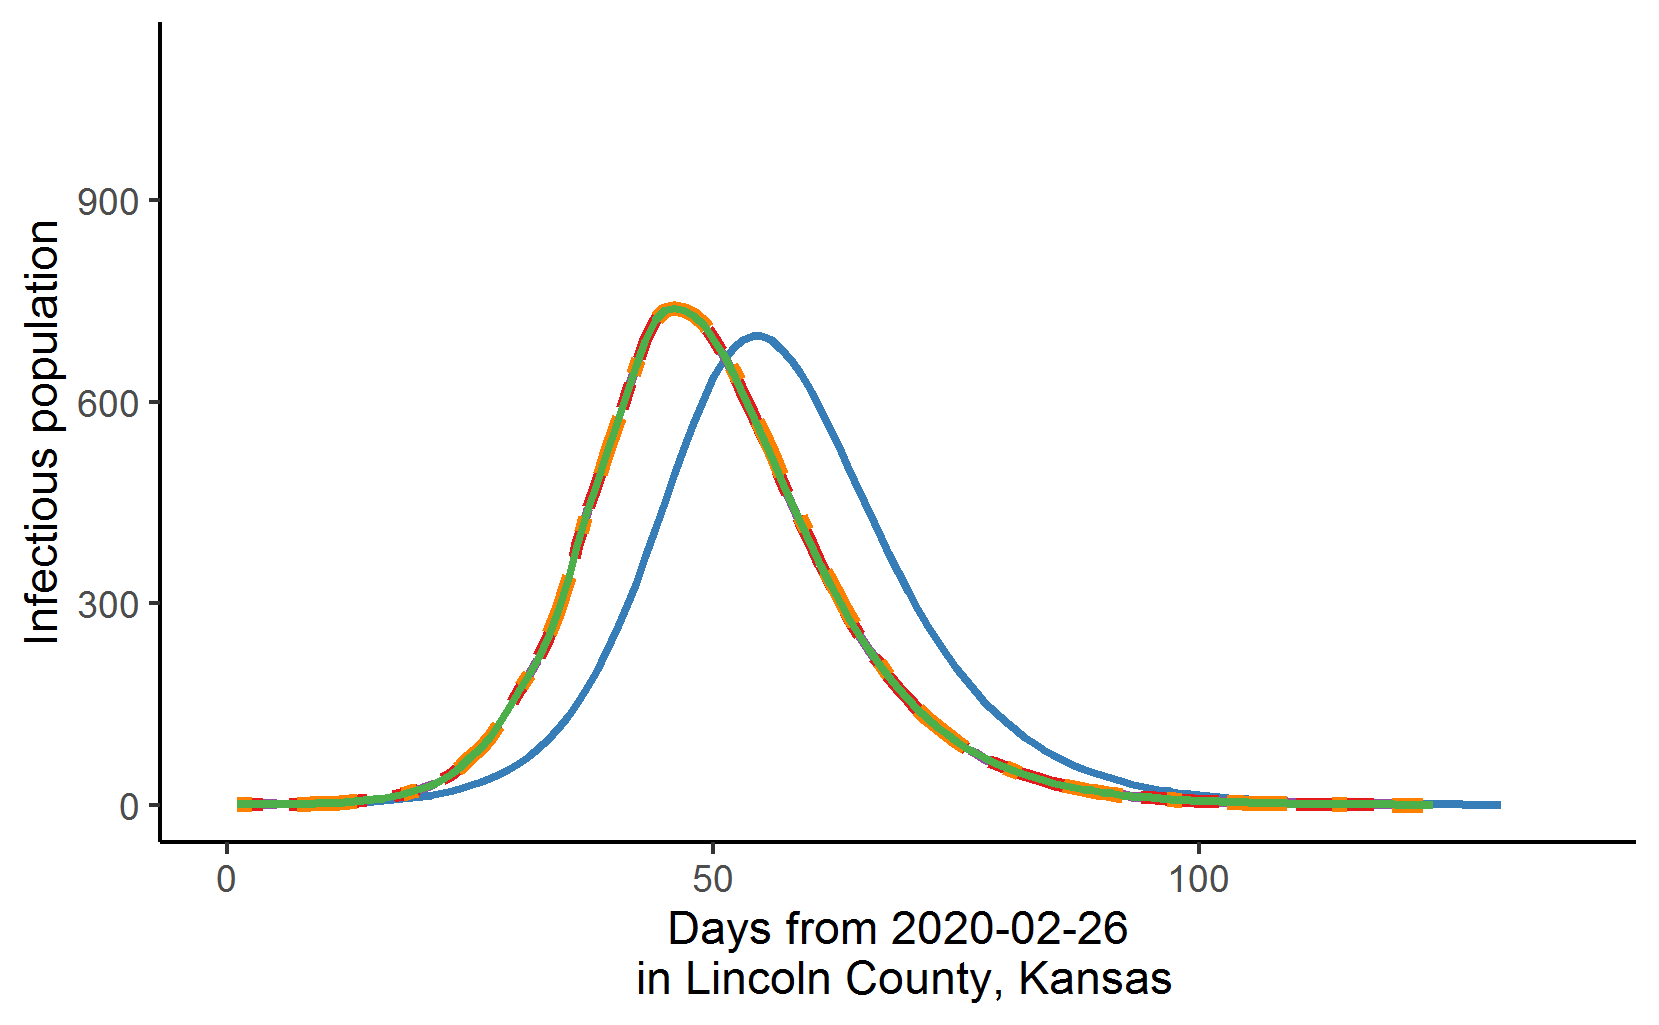 900
600
300
0
Infectious population
0 50 100
Days from 2020-02-26
in Lincoln County, Kansas